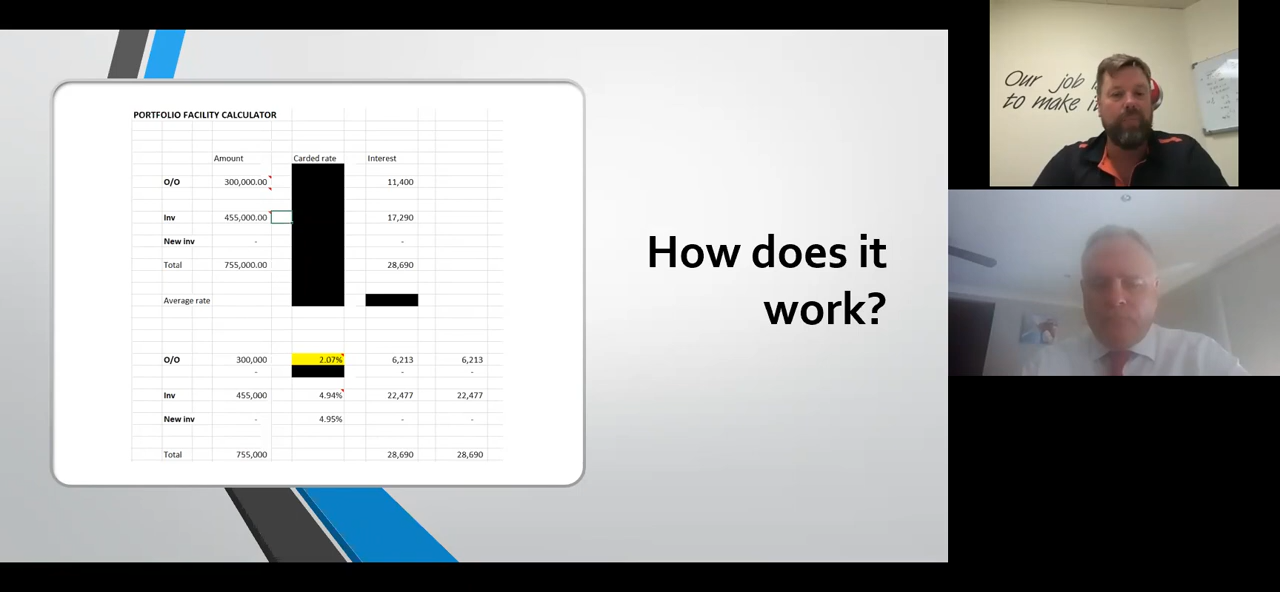 PORTFOLIO FACILITY CALCULATOR
Amount Carded rate Interest
O/O 300,000.00 11,400
Inv 455,000.00 17,290
New inv - -
Total 755,000.00 28,690
Average rate
O/O 300,000 2.07% 6,213 6,213
- - -
Inv 455,000 4.94% 22,477 22,477
New inv - 4.95% - -
Total 755,000 28,690 28,690
How does it
work?
Our job
to make it